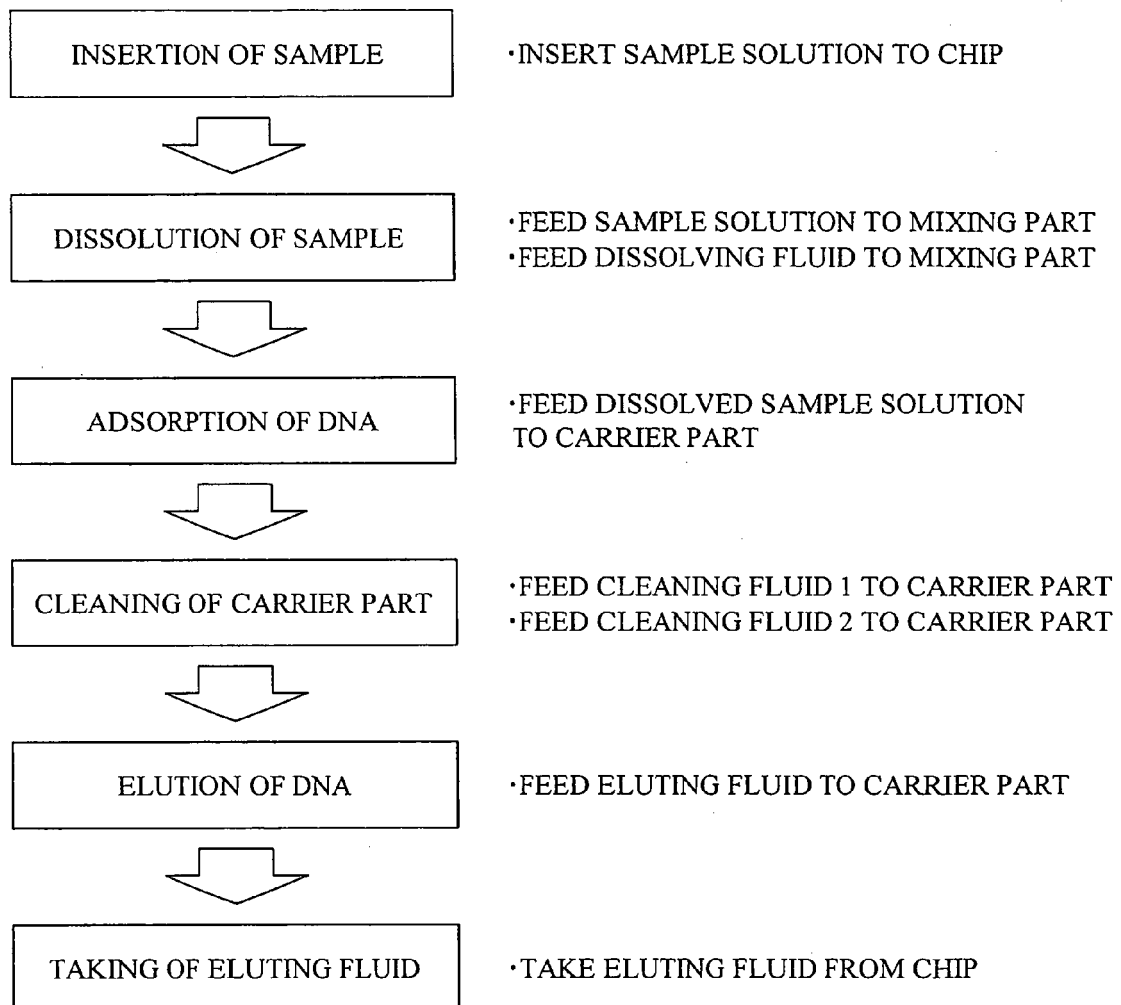 INSERTION OF SAMPLE
·INSERT SAMPLE SOLUTION TO CHIP
DISSOLUTION OF SAMPLE
·FEED SAMPLE SOLUTION TO MIXING PART
·FEED DISSOLVING FLUID TO MIXING PART
ADSORPTION OF DNA
·FEED DISSOLVED SAMPLE SOLUTION
TO CARRIER PART
CLEANING OF CARRIER PART
·FEED CLEANING FLUID 1 TO CARRIER PART
·FEED CLEANING FLUID 2 TO CARRIER PART
ELUTION OF DNA
·FEED ELUTING FLUID TO CARRIER PART
TAKING OF ELUTING FLUID
·TAKE ELUTING FLUID FROM CHIP